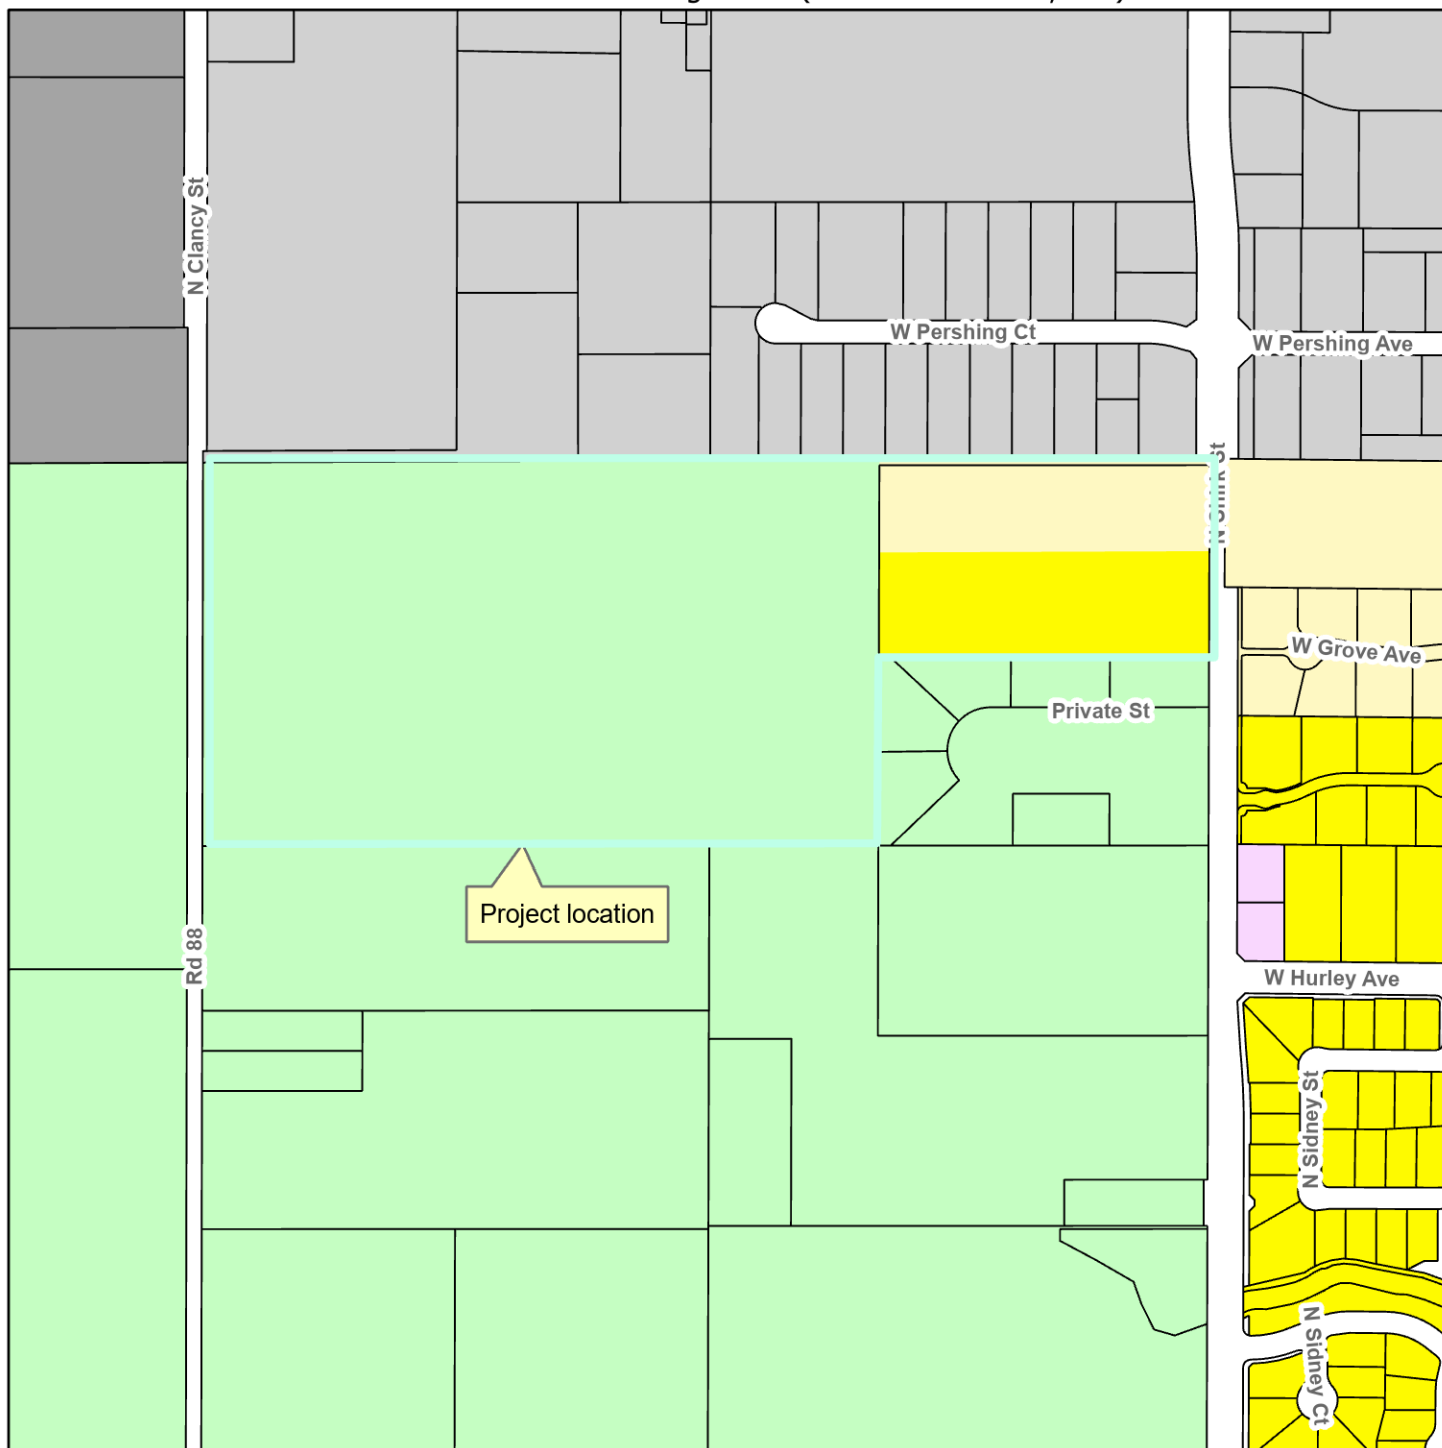 N Clancy St
W Pershing Ct
W Pershing Ave
W Grove Ave
Private St
Project location
Rd 88
W Hurley Ave
N Sidney St
N Sidney Ct